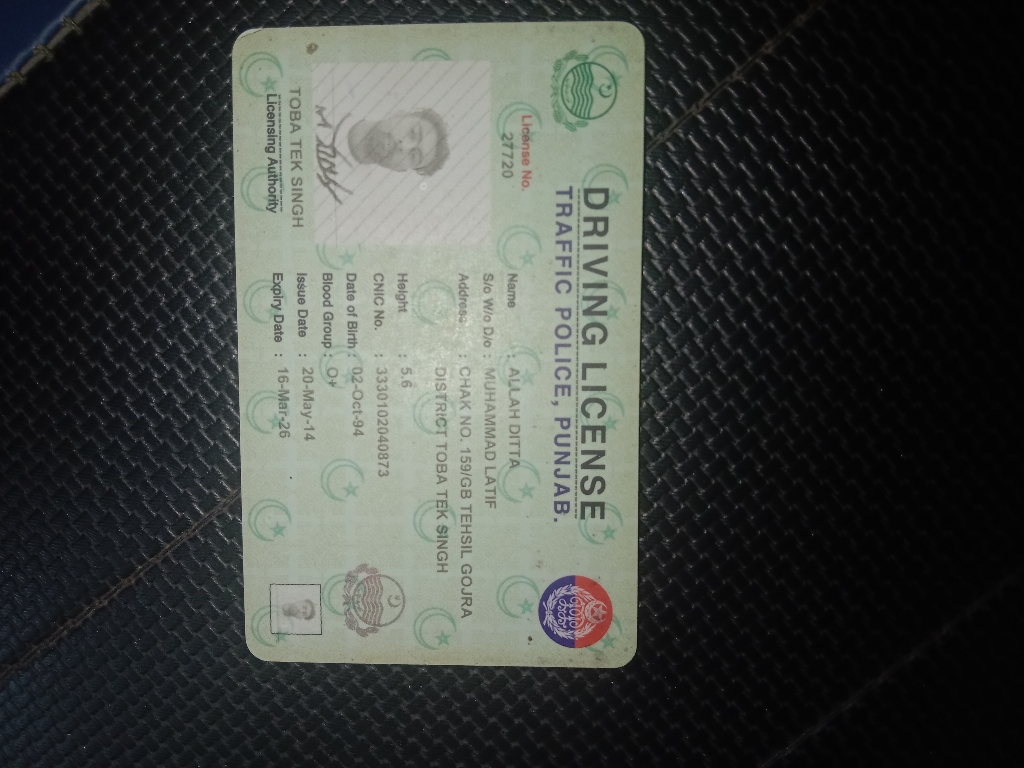 DRIVING LICENSE
TRAFFIC POLICE, PUNJAB.
License No.
27720
Name : AULAH DITTA
S/o W/o D/o : MUHAMMAD LATIF
Address : CHAK NO. 159/GB TEHSIL GOJRA
DISTRICT TOBA TEK SINGH
Height : 5.6
CNIC No. : 3330102040873
Date of Birth : 02-Oct-94
Blood Group : O+
Issue Date : 20-May-14
Expiry Date : 16-Mar-26
TOBA TEK SINGH
Licensing Authority